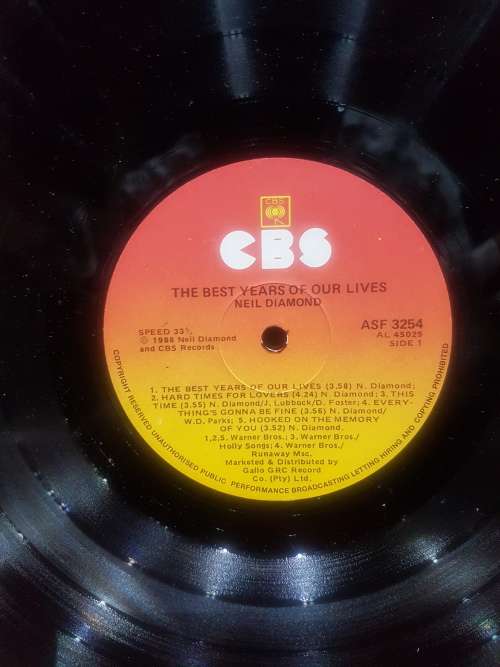 CBS
CBS
THE BEST YEARS OF OUR LIVES
NEIL DIAMOND
SPEED 33⅓
℗ 1988 Neil Diamond
and CBS Records
ASF 3254
AL 45025
SIDE 1
1. THE BEST YEARS OF OUR LIVES (3.58) N. Diamond;
2. HARD TIMES FOR LOVERS (4.24) N. Diamond; 3. THIS
TIME (3.55) N. Diamond/J. Lubbock/D. Foster; 4. EVERY-
THING'S GONNA BE FINE (3.56) N. Diamond/
W.D. Parks; 5. HOOKED ON THE MEMORY
OF YOU (3.52) N. Diamond.
1,2,5. Warner Bros.; 3. Warner Bros./
Holly Songs; 4. Warner Bros./
Runaway Msc.
Marketed & Distributed by
Gallo GRC Record
Co. (Pty) Ltd.
COPYRIGHT RESERVED UNAUTHORISED PUBLIC PERFORMANCE BROADCASTING LETTING HIRING AND COPYING PROHIBITED